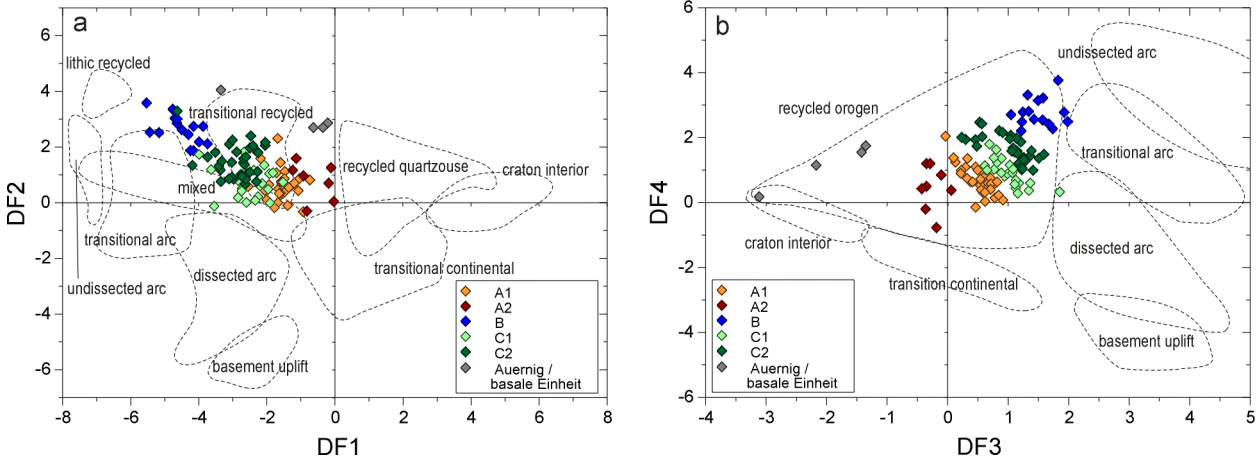 a
6
4
2
0
2
4
6
-8
-6
-4
-2
0
2
4
6
8
DF2
DF1
lithic recycled
transitional recycled
recycled quartzouse
craton interior
mixed
transitional arc
undissected arc
dissected arc
transitional continental
basement uplift
A1
A2
B
C1
C2
Auernig /
basale Einheit
b
6
4
2
0
-2
-4
-6
-4
-3
-2
-1
0
1
2
3
4
5
DF4
DF3
undissected arc
recycled orogen
transitional arc
craton interior
dissected arc
transition continental
basement uplift
A1
A2
B
C1
C2
Auernig /
basale Einheit